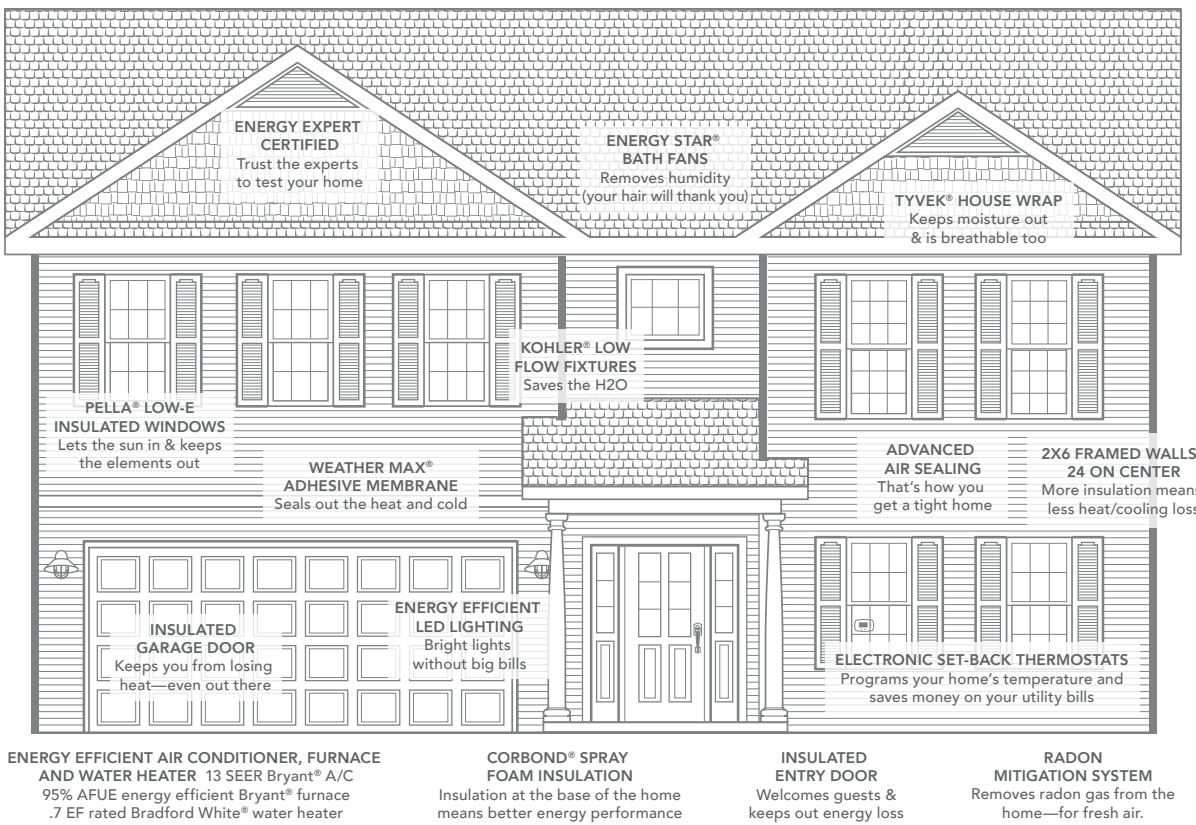 ENERGY EXPERT
CERTIFIED
Trust the experts
to test your home
ENERGY STAR®
BATH FANS
Removes humidity
(your hair will thank you)
TYVEK® HOUSE WRAP
Keeps moisture out
& is breathable too
KOHLER® LOW
FLOW FIXTURES
Saves the H2O
PELLA® LOW-E
INSULATED WINDOWS
Lets the sun in & keeps
the elements out
WEATHER MAX®
ADHESIVE MEMBRANE
Seals out the heat and cold
ADVANCED
AIR SEALING
That's how you
get a tight home
2X6 FRAMED WALLS
24 ON CENTER
More insulation means
less heat/cooling loss
INSULATED
GARAGE DOOR
Keeps you from losing
heat—even out there
ENERGY EFFICIENT
LED LIGHTING
Bright lights
without big bills
ELECTRONIC SET-BACK THERMOSTATS
Programs your home's temperature and
saves money on your utility bills
ENERGY EFFICIENT AIR CONDITIONER, FURNACE
AND WATER HEATER 13 SEER Bryant® A/C
95% AFUE energy efficient Bryant® furnace
.7 EF rated Bradford White® water heater
CORBOND® SPRAY
FOAM INSULATION
Insulation at the base of the home
means better energy performance
INSULATED
ENTRY DOOR
Welcomes guests &
keeps out energy loss
RADON
MITIGATION SYSTEM
Removes radon gas from the
home—for fresh air.